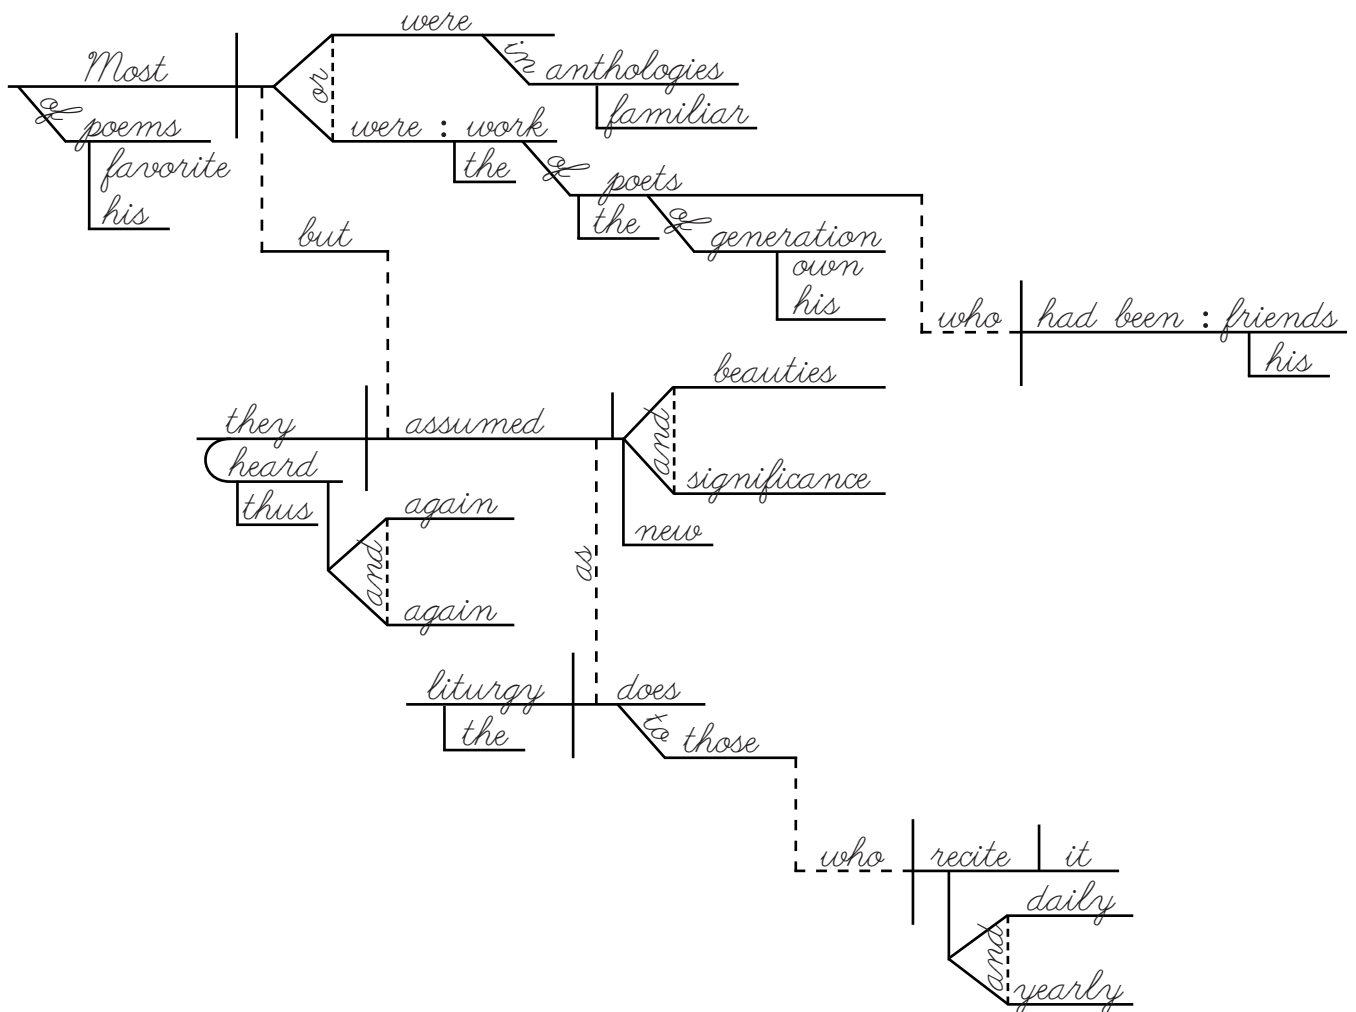 were
Most
or
in
anthologies
of
poems
familiar
favorite
were : work
his
the
of
poets
the
of
generation
but
own
his
who
had been : friends
his
beauties
they
assumed
and
heard
significance
thus
again
new
and
as
again
liturgy
does
the
to
those
who
recite
it
daily
and
yearly